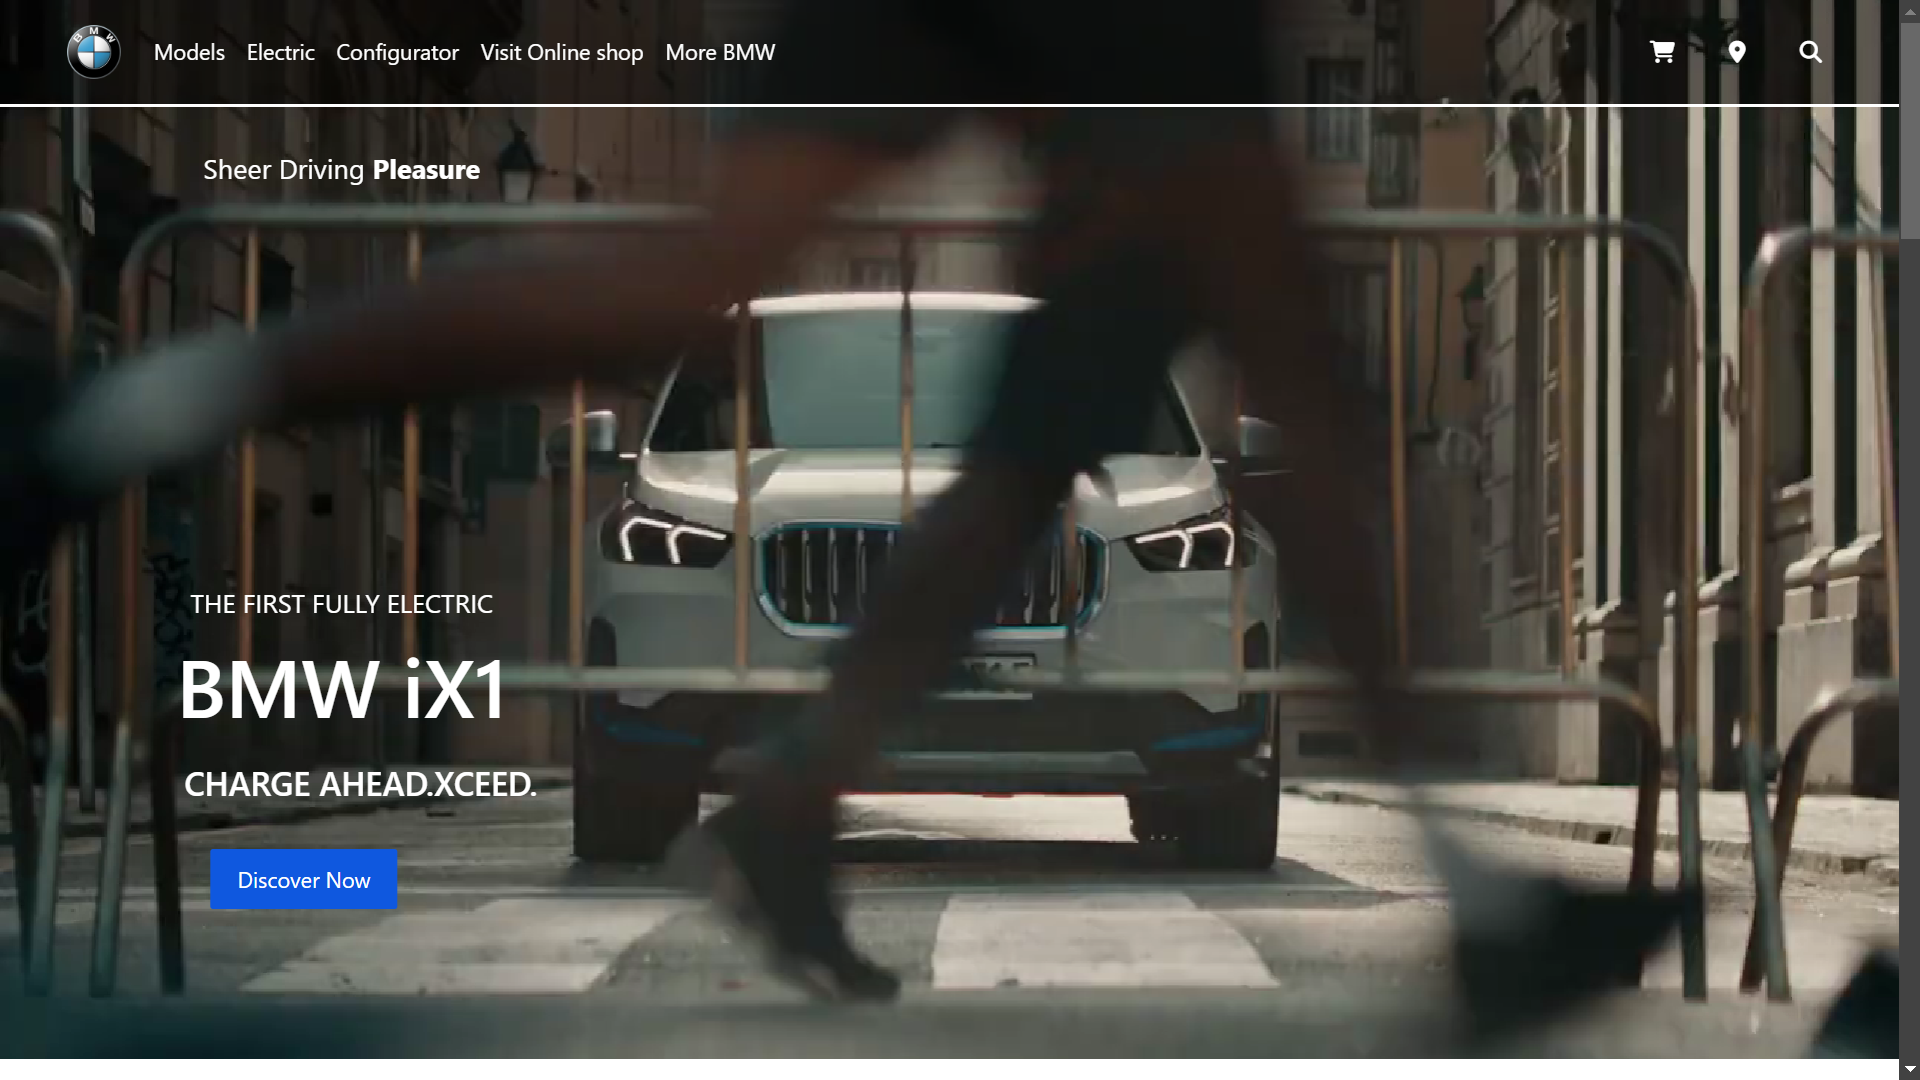 BMW
Models
Electric
Configurator
Visit Online shop
More BMW
Sheer Driving Pleasure
THE FIRST FULLY ELECTRIC
BMW iX1
CHARGE AHEAD.XCEED.
Discover Now